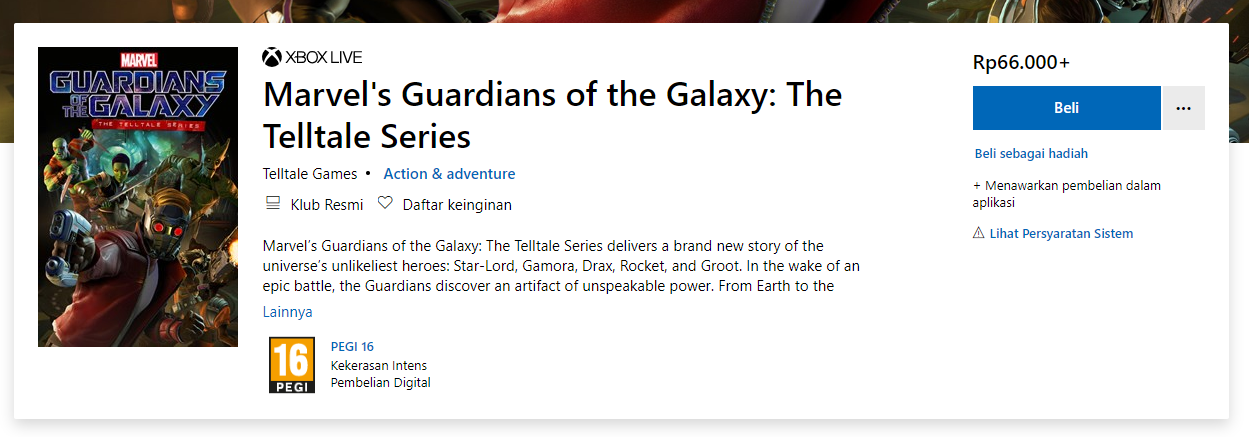 MARVEL
GUARDIANS
OF THE
GALAXY
THE TELLTALE SERIES
XBOX LIVE
Marvel's Guardians of the Galaxy: The
Telltale Series
Telltale Games • Action & adventure
Klub Resmi Daftar keinginan
Marvel’s Guardians of the Galaxy: The Telltale Series delivers a brand new story of the
universe’s unlikeliest heroes: Star-Lord, Gamora, Drax, Rocket, and Groot. In the wake of an
epic battle, the Guardians discover an artifact of unspeakable power. From Earth to the
Lainnya
16
PEGI
PEGI 16
Kekerasan Intens
Pembelian Digital
Rp66.000+
Beli
Beli sebagai hadiah
+ Menawarkan pembelian dalam
aplikasi
Lihat Persyaratan Sistem